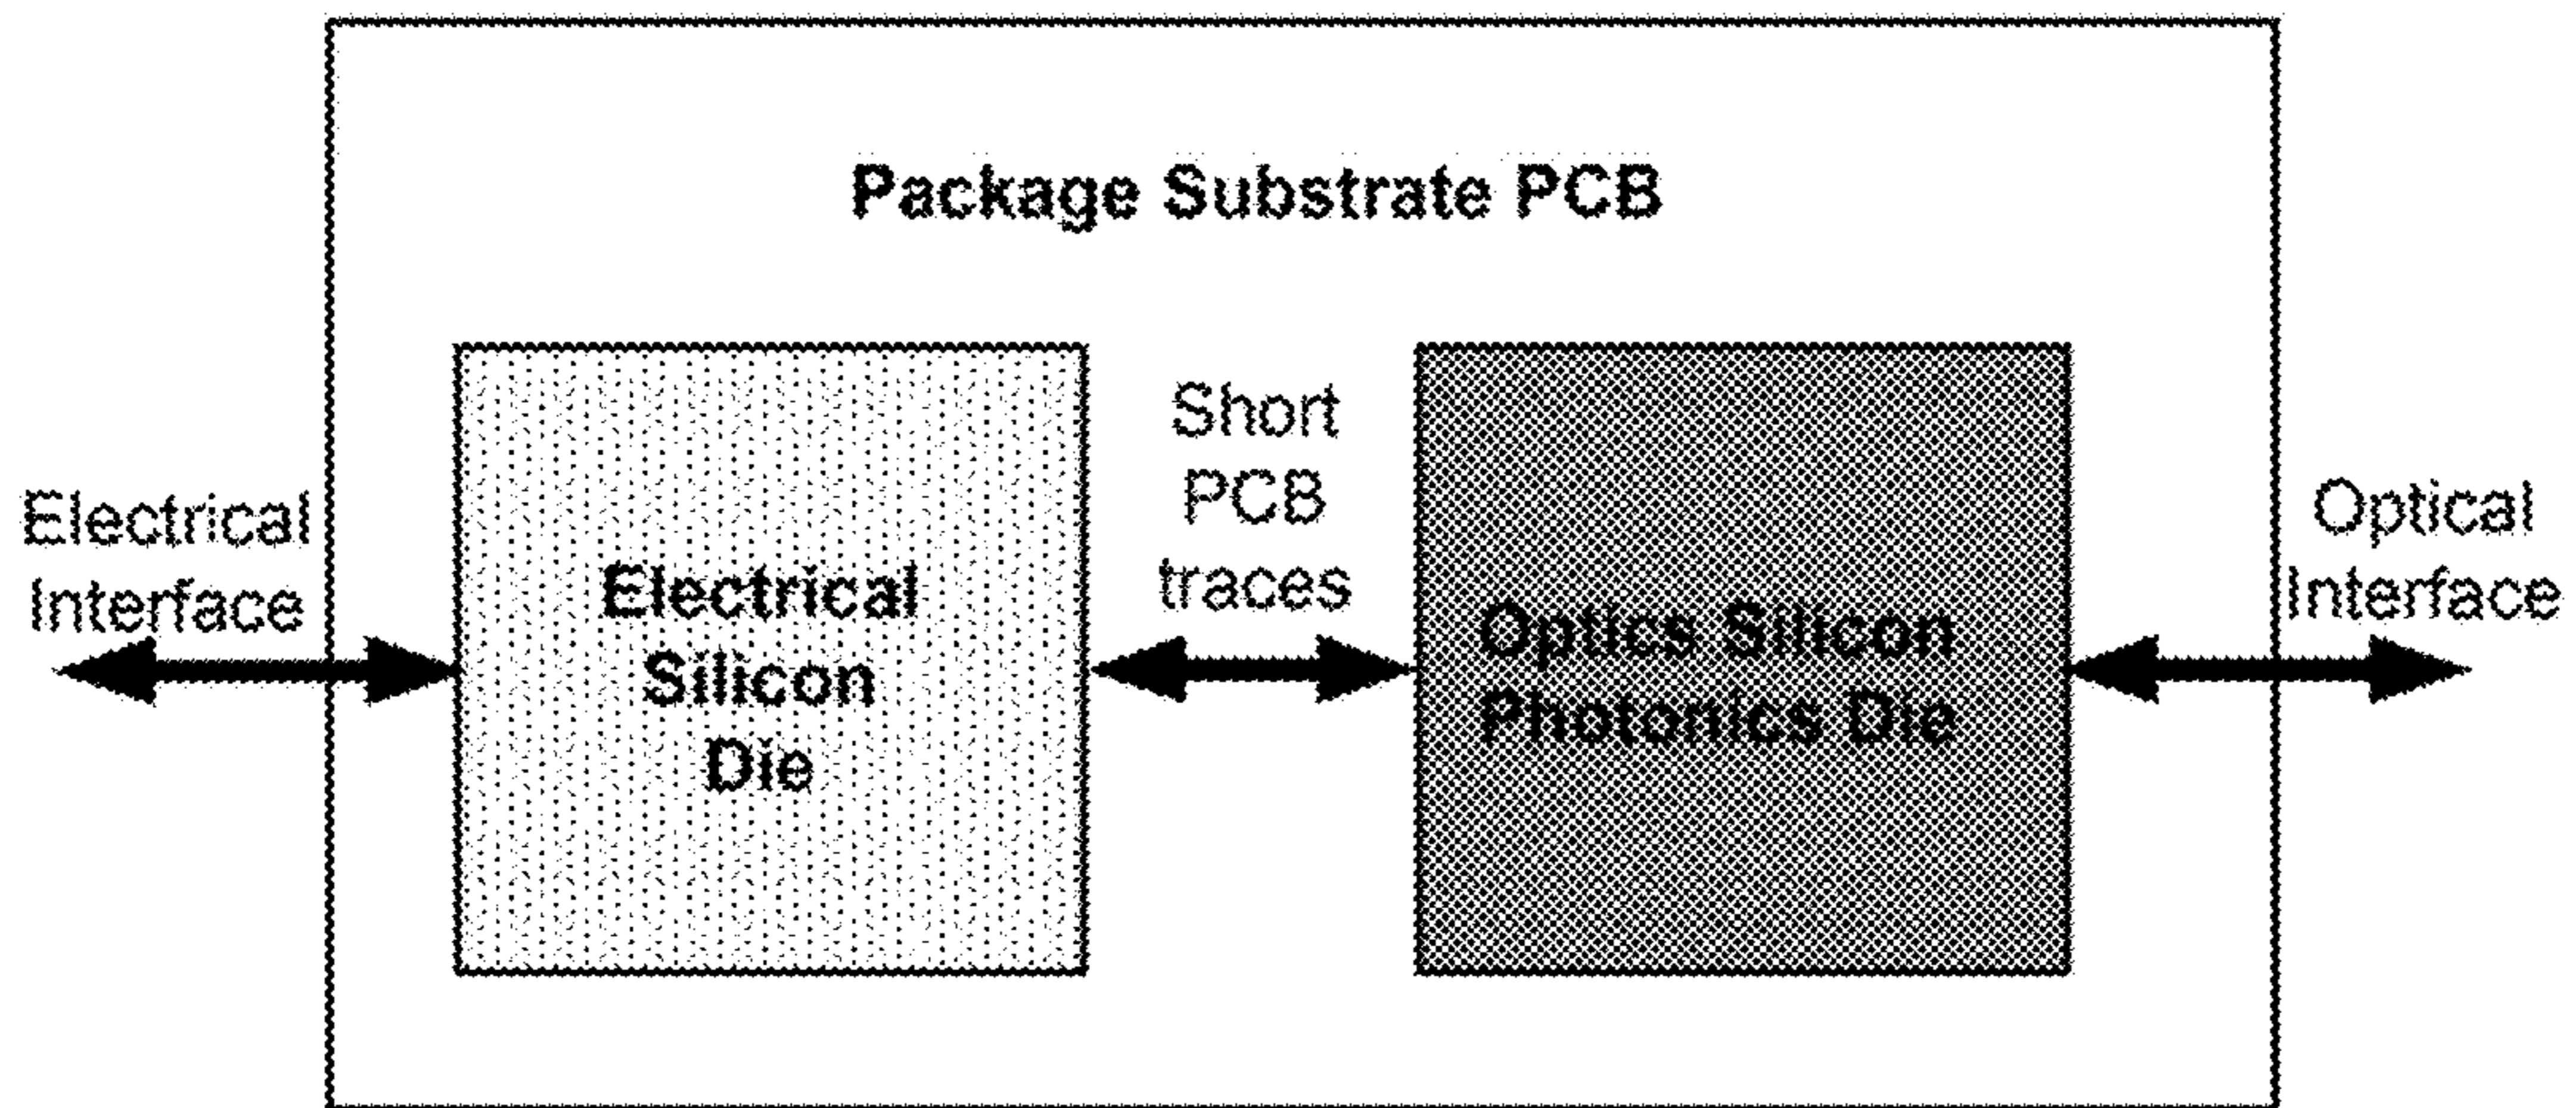 Package Substrate PCB
Electrical
Interface
Electrical
Silicon
Die
Short
PCB
traces
Optics Silicon
Photonics Die
Optical
Interface